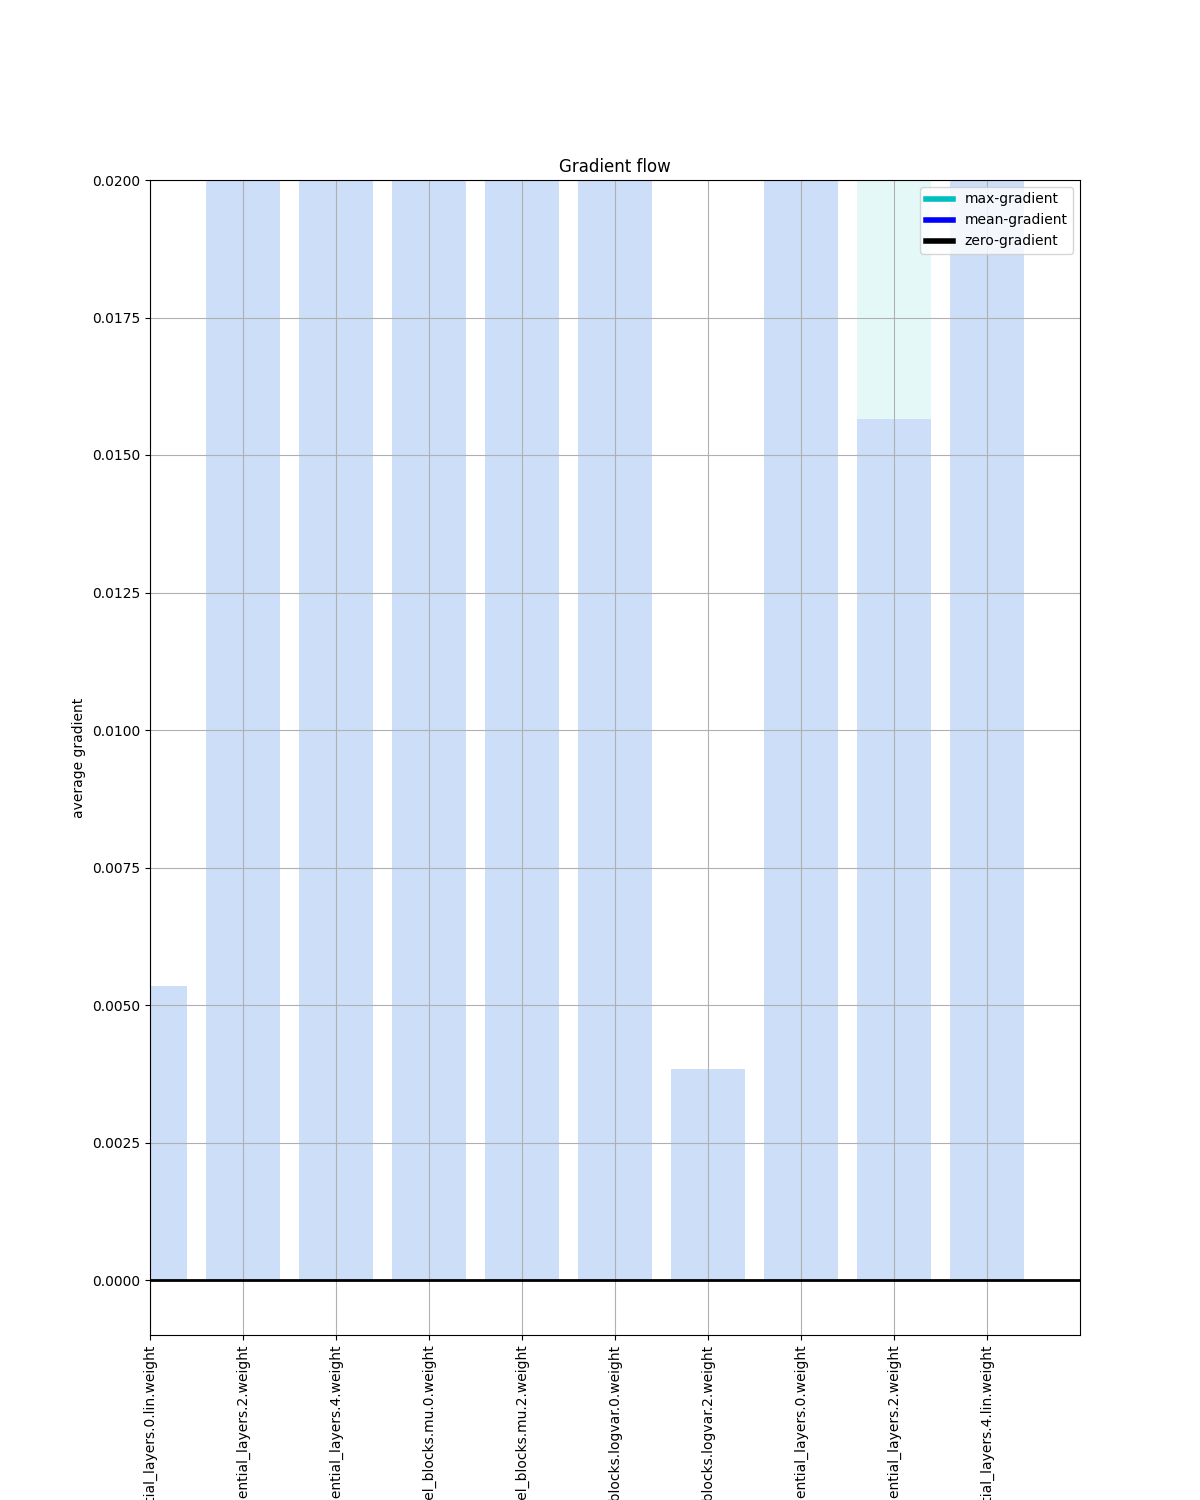 Gradient flow
max-gradient
mean-gradient
zero-gradient
0.0200
0.0175
0.0150
0.0125
0.0100
0.0075
0.0050
0.0025
0.0000
average gradient
tial_layers.0.lin.weight
ential_layers.2.weight
ential_layers.4.weight
el_blocks.mu.0.weight
el_blocks.mu.2.weight
blocks.logvar.0.weight
blocks.logvar.2.weight
ential_layers.0.weight
ential_layers.2.weight
tial_layers.4.lin.weight